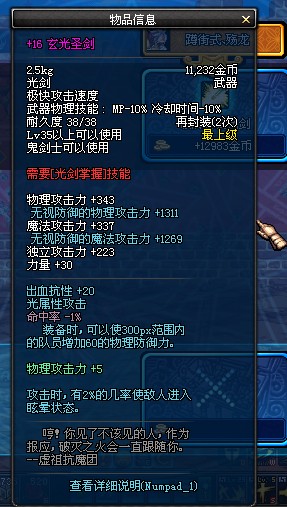 物品信息
+16 玄光圣剑
2.5kg 11,232金币
光剑 武器
极快攻击速度
武器物理技能: MP-10% 冷却时间-10%
耐久度 38/38 再封装(2次)
Lv35以上可以使用 最上级
鬼剑士可以使用
+12983金币
需要[光剑掌握]技能
物理攻击力 +343
无视防御的物理攻击力 +1311
魔法攻击力 +337
无视防御的魔法攻击力 +1269
独立攻击力 +223
力量 +30
出血抗性 +20
光属性攻击
命中率 -1%
装备时, 可以使300px范围内
的队员增加60的物理防御力。
物理攻击力 +5
攻击时, 有2%的几率使敌人进入
眩晕状态。
哼! 你见了不该见的人, 作为
报应, 破灭之火会一直跟随你。
--虚祖抗魔团
查看详细说明(Numpad_1)